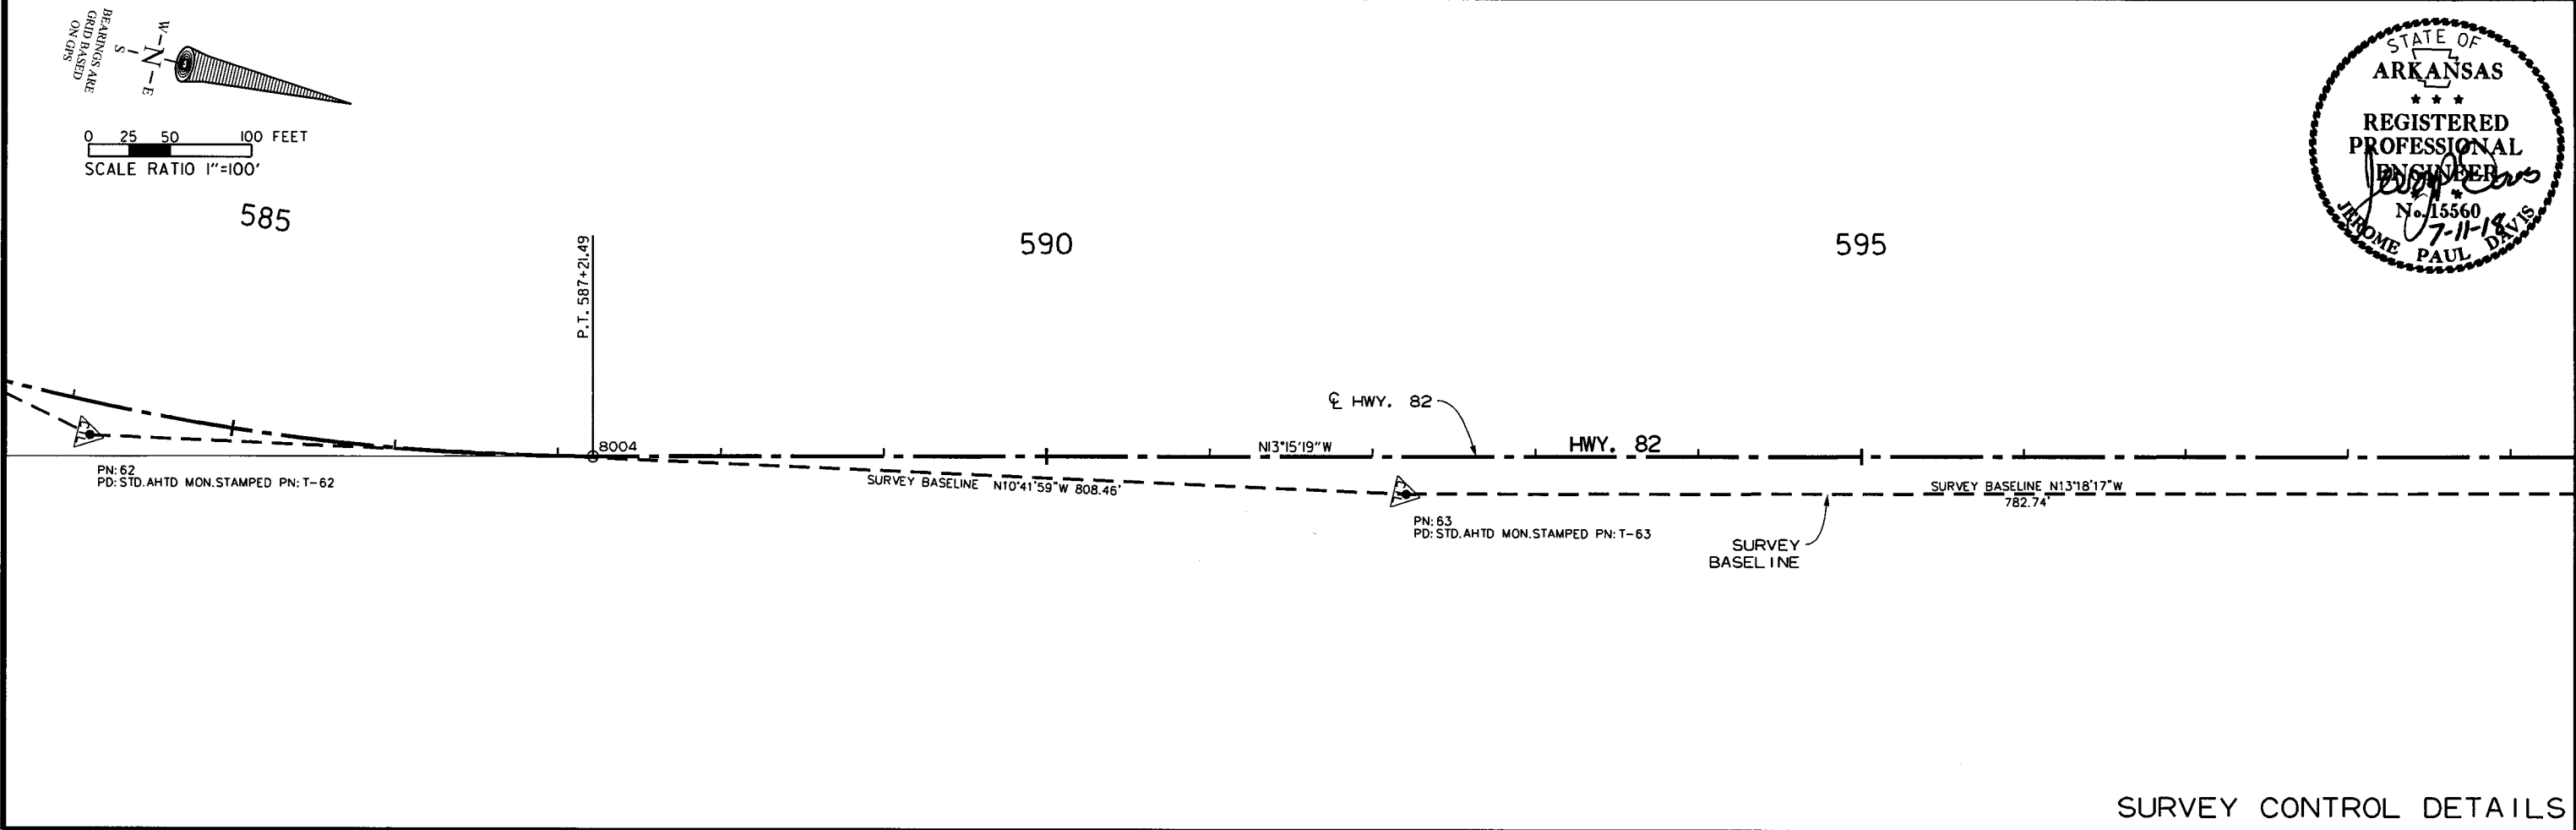 BEARINGS ARE
GRID BASED
ON GPS
W-N-E
S
0 25 50 100 FEET
SCALE RATIO 1"=100'
STATE OF
ARKANSAS
* * *
REGISTERED
PROFESSIONAL
ENGINEER
* *
No. 15560
7-11-18
JEROME PAUL DAVIS
585
590
595
P.T. 587+21.49
℄ HWY. 82
8004
N13°15'19"W
HWY. 82
PN: 62
PD: STD. AHTD MON. STAMPED PN: T-62
SURVEY BASELINE N10°41'59"W 808.46'
SURVEY BASELINE N13°18'17"W
782.74'
PN: 63
PD: STD. AHTD MON. STAMPED PN: T-63
SURVEY
BASELINE
SURVEY CONTROL DETAILS